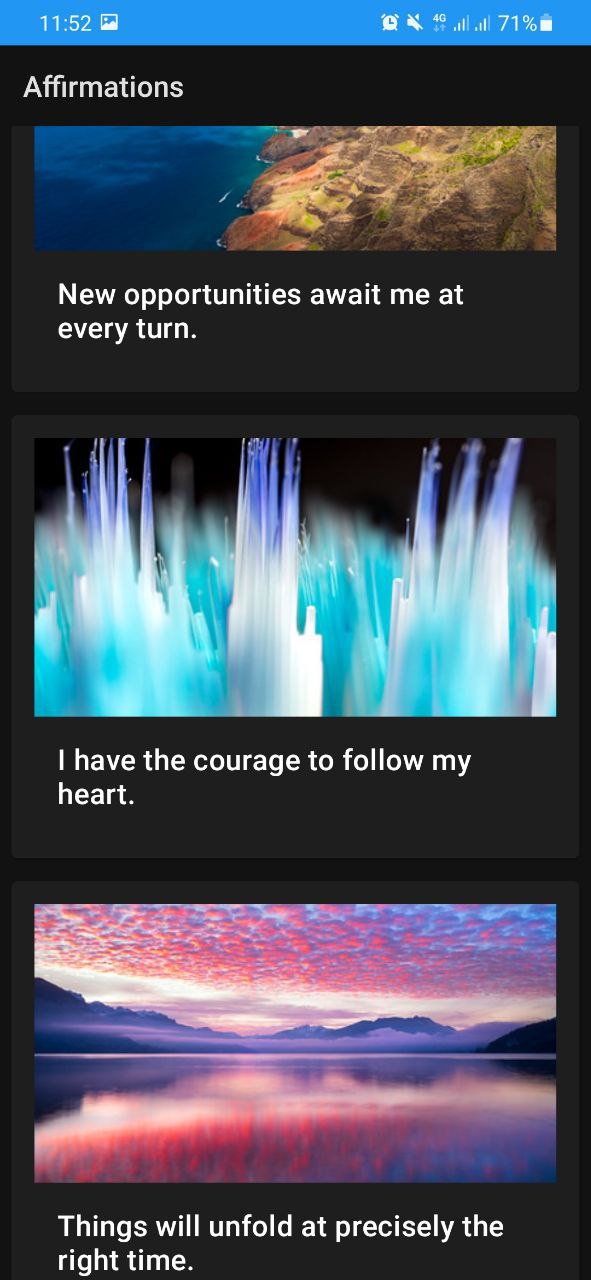 11:52 4G 71%
Affirmations
New opportunities await me at
every turn.
I have the courage to follow my
heart.
Things will unfold at precisely the
right time.